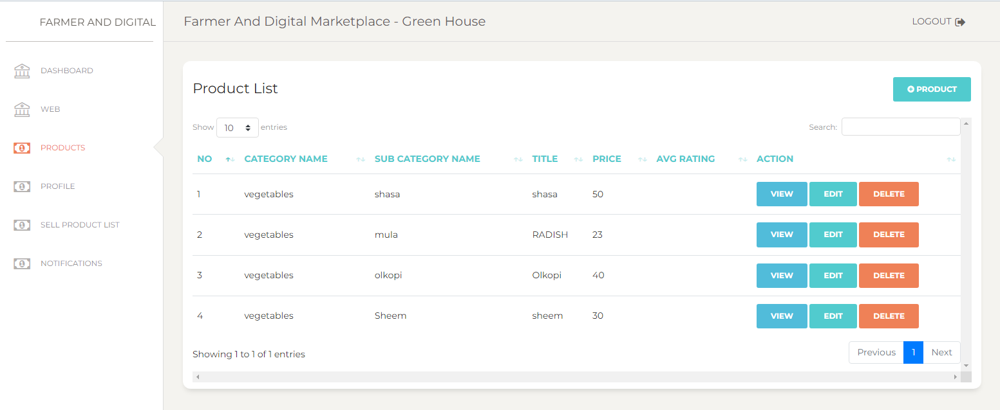 FARMER AND DIGITAL
Farmer And Digital Marketplace - Green House
LOGOUT
DASHBOARD
WEB
PRODUCTS
PROFILE
SELL PRODUCT LIST
NOTIFICATIONS
Product List
PRODUCT
Show 10 entries
Search:
NO CATEGORY NAME SUB CATEGORY NAME TITLE PRICE AVG RATING ACTION
1 vegetables shasa shasa 50 VIEW EDIT DELETE
2 vegetables mula RADISH 23 VIEW EDIT DELETE
3 vegetables olkopi Olkopi 40 VIEW EDIT DELETE
4 vegetables Sheem sheem 30 VIEW EDIT DELETE
Showing 1 to 1 of 1 entries
Previous 1 Next